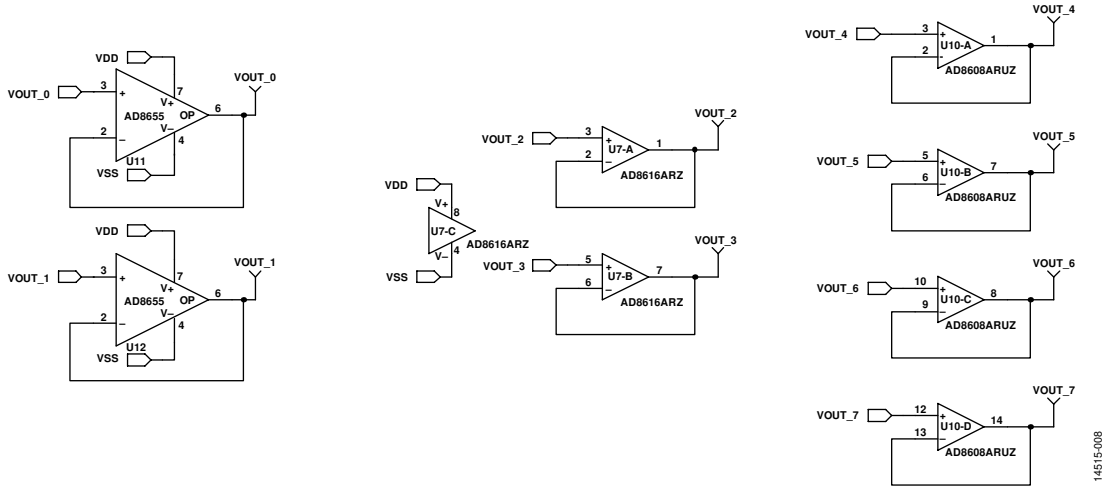 VDD
7
VOUT_0
VOUT_0
3
+
V+
OP
6
AD8655
2
–
V–
4
U11
VSS
VDD
7
VOUT_1
VOUT_1
3
+
V+
OP
6
AD8655
2
–
V–
4
U12
VSS
VDD
V+
8
U7-C
AD8616ARZ
V–
4
VSS
VOUT_2
VOUT_2
3
+
1
U7-A
2
–
AD8616ARZ
VOUT_3
VOUT_3
5
+
7
U7-B
6
–
AD8616ARZ
VOUT_4
VOUT_4
3
+
1
U10-A
2
-
AD8608ARUZ
VOUT_5
VOUT_5
5
+
7
U10-B
6
–
AD8608ARUZ
VOUT_6
VOUT_6
10
+
8
U10-C
9
–
AD8608ARUZ
VOUT_7
VOUT_7
12
+
14
U10-D
13
–
AD8608ARUZ
14515-008